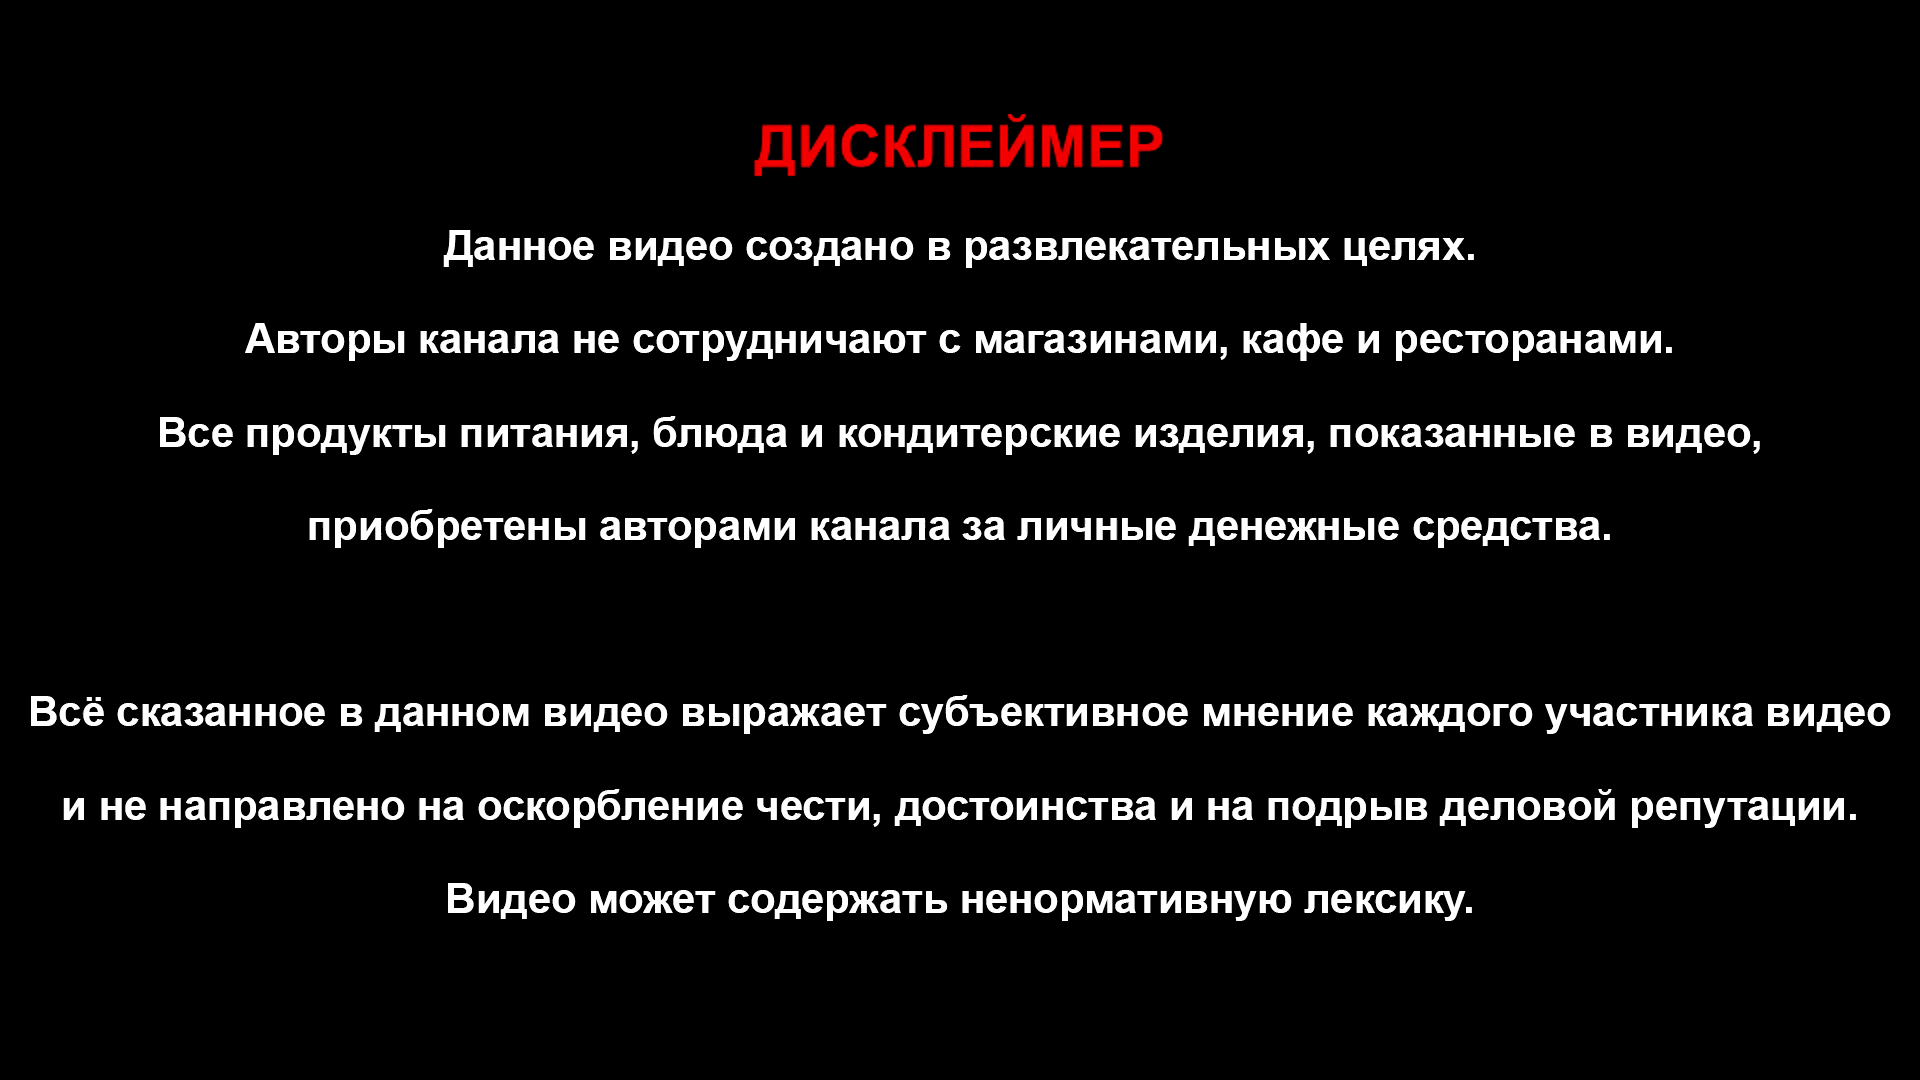 ДИСКЛЕЙМЕР
Данное видео создано в развлекательных целях.
Авторы канала не сотрудничают с магазинами, кафе и ресторанами.
Все продукты питания, блюда и кондитерские изделия, показанные в видео,
приобретены авторами канала за личные денежные средства.
Всё сказанное в данном видео выражает субъективное мнение каждого участника видео
и не направлено на оскорбление чести, достоинства и на подрыв деловой репутации.
Видео может содержать ненормативную лексику.